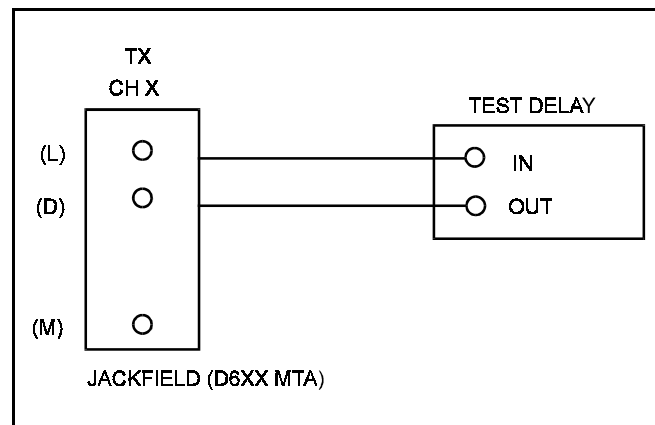 TX
CH X
TEST DELAY
(L)
IN
(D)
OUT
(M)
JACKFIELD (D6XX MTA)